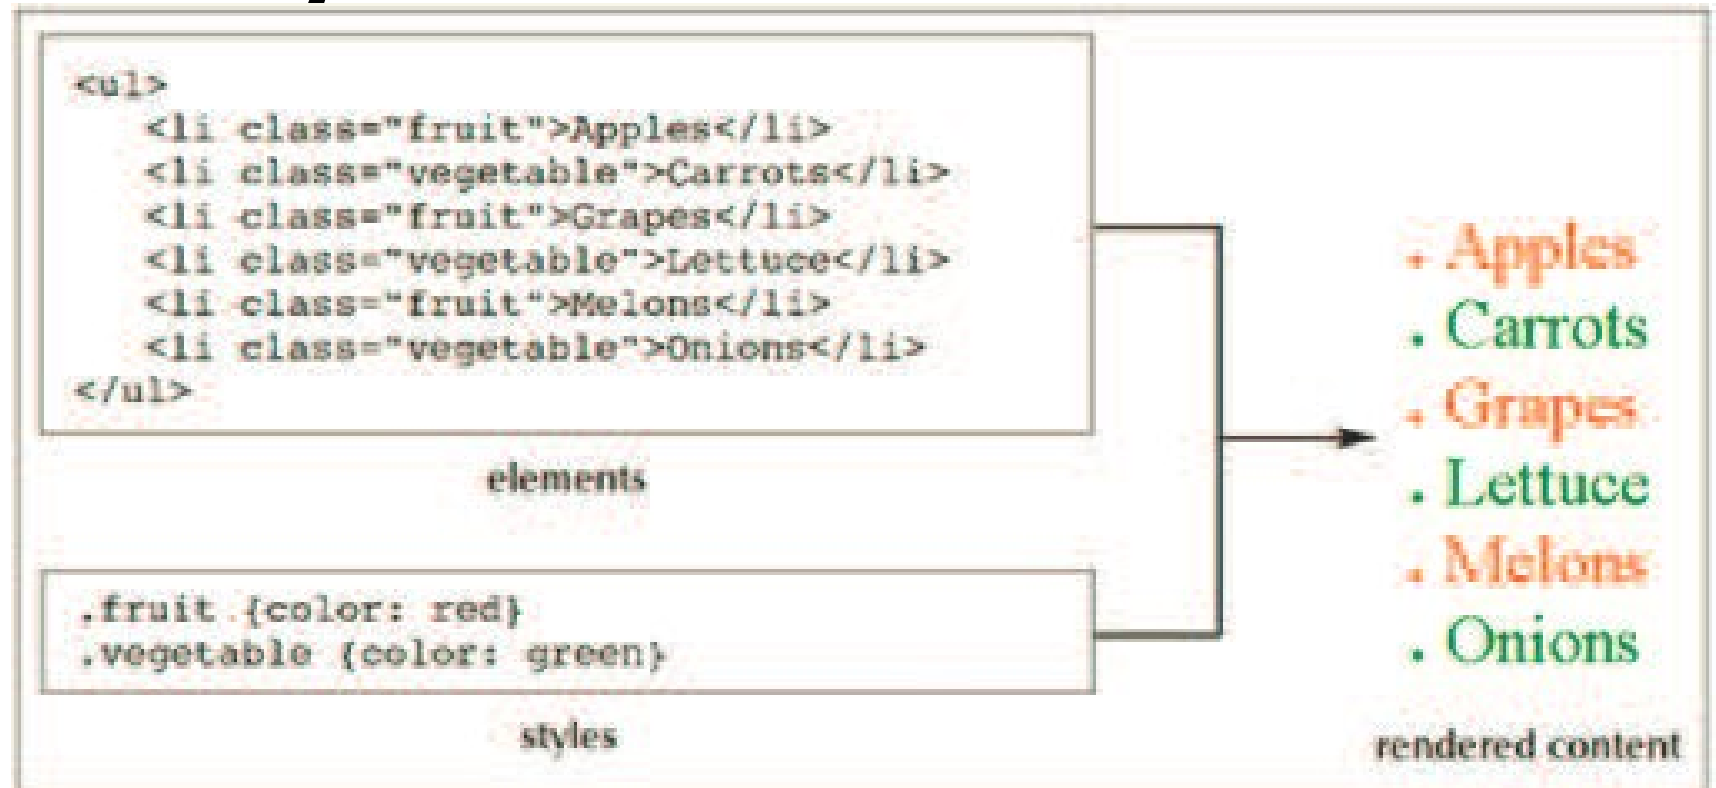 <ul>
<li class="fruit">Apples</li>
<li class="vegetable">Carrots</li>
<li class="fruit">Grapes</li>
<li class="vegetable">Lettuce</li>
<li class="fruit">Melons</li>
<li class="vegetable">Onions</li>
</ul>
elements
.fruit {color: red}
.vegetable {color: green}
styles
. Apples
. Carrots
. Grapes
. Lettuce
. Melons
. Onions
rendered content